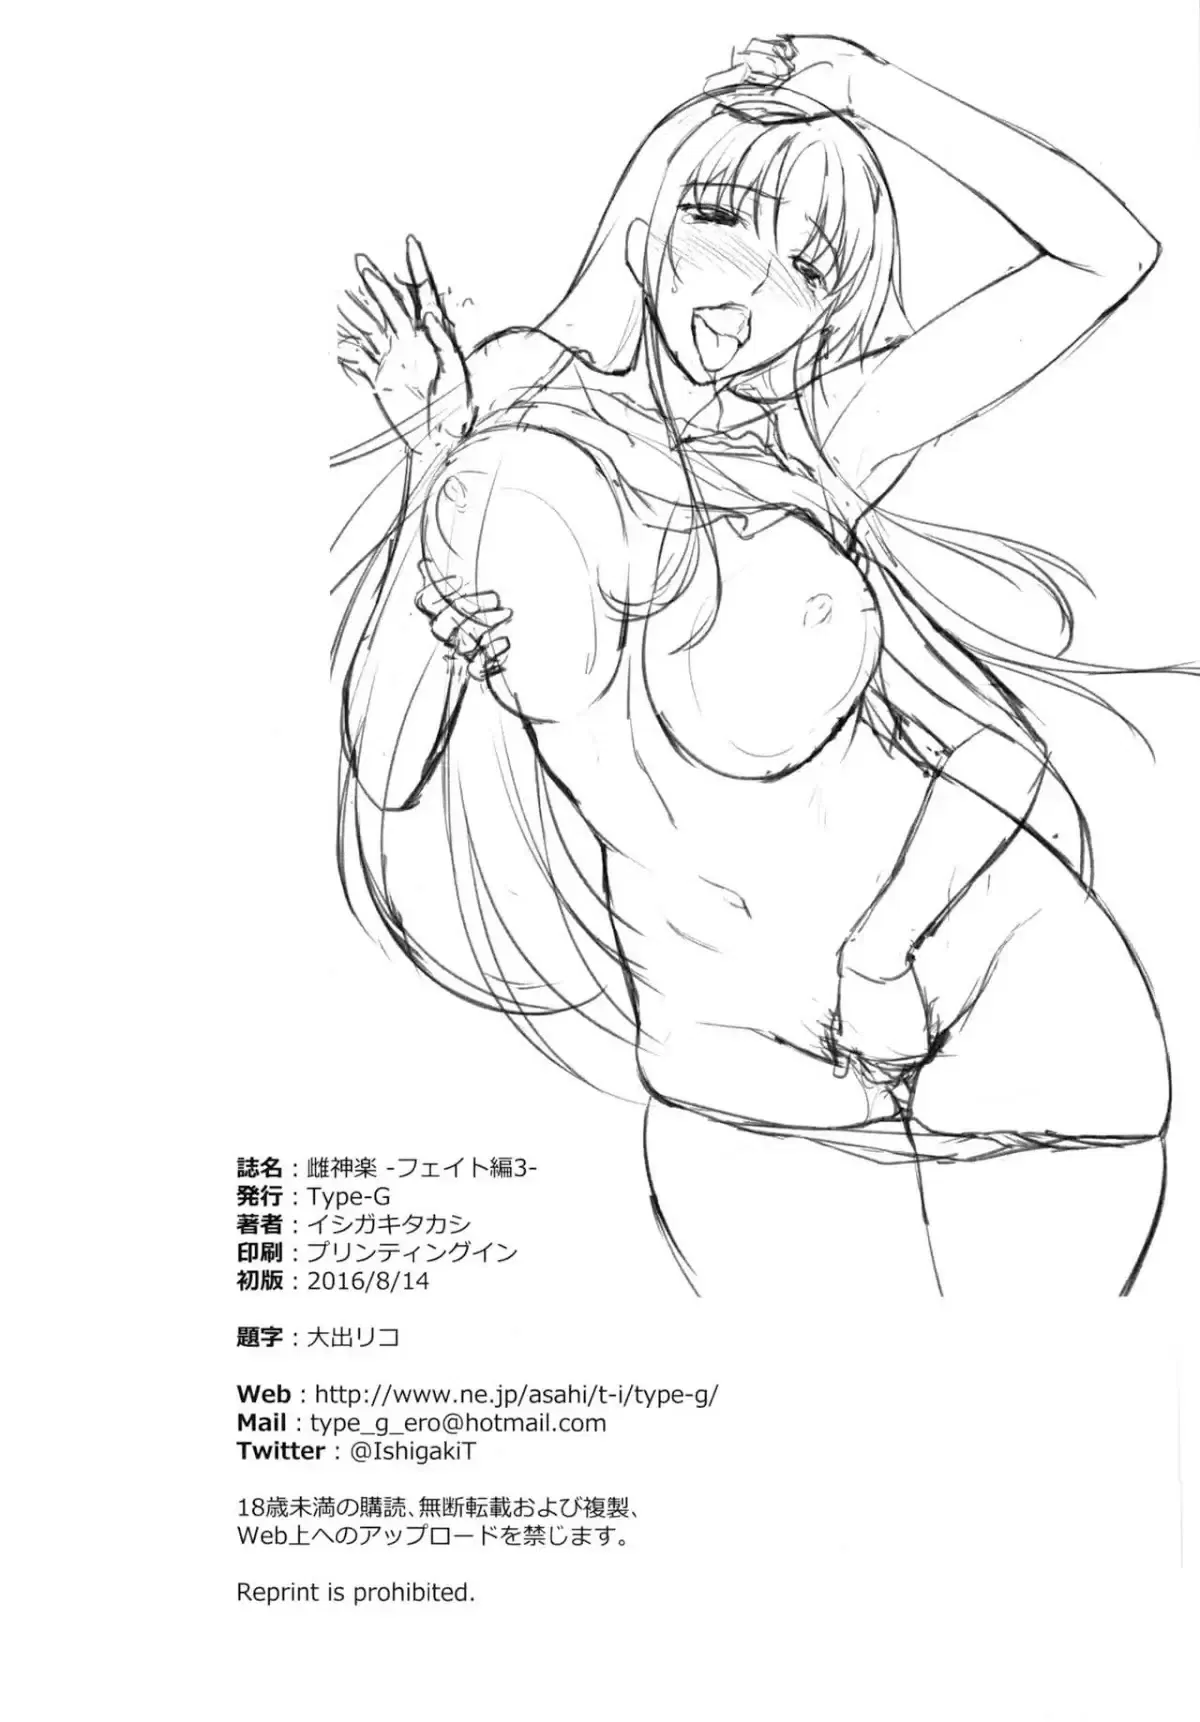 誌名：雌神楽 -フェイト編3-
発行：Type-G
著者：イシガキタカシ
印刷：プリンティングイン
初版：2016/8/14
題字：大出リコ
Web：http://www.ne.jp/asahi/t-i/type-g/
Mail：type_g_ero@hotmail.com
Twitter：@IshigakiT
18歳未満の購読、無断転載および複製、
Web上へのアップロードを禁じます。
Reprint is prohibited.